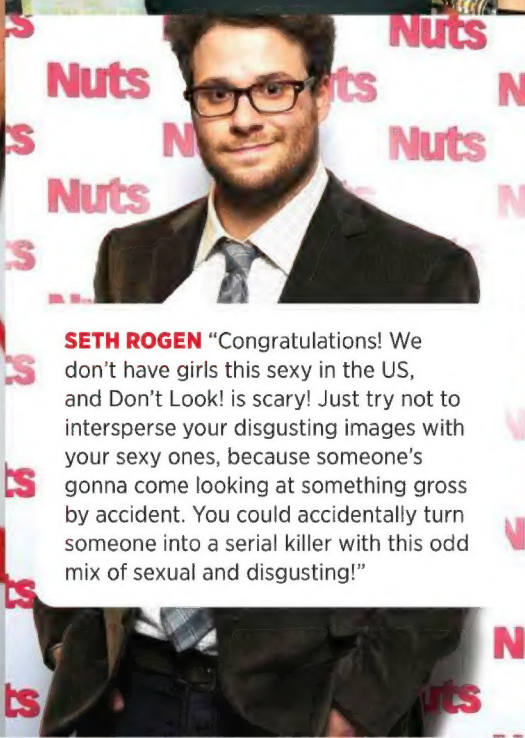 Nuts
Nuts
Nuts
Nuts
SETH ROGEN “Congratulations! We
don’t have girls this sexy in the US,
and Don’t Look! is scary! Just try not to
intersperse your disgusting images with
your sexy ones, because someone’s
gonna come looking at something gross
by accident. You could accidentally turn
someone into a serial killer with this odd
mix of sexual and disgusting!”